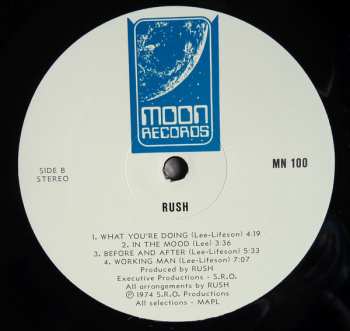 MOON
RECORDS
SIDE B
STEREO
MN 100
RUSH
1. WHAT YOU'RE DOING (Lee-Lifeson) 4:19
2. IN THE MOOD (Lee) 3:36
3. BEFORE AND AFTER (Lee-Lifeson) 5:33
4. WORKING MAN (Lee-Lifeson) 7:07
Produced by RUSH
Executive Productions - S.R.O.
All arrangements by RUSH
© 1974 S.R.O. Productions
All selections - MAPL